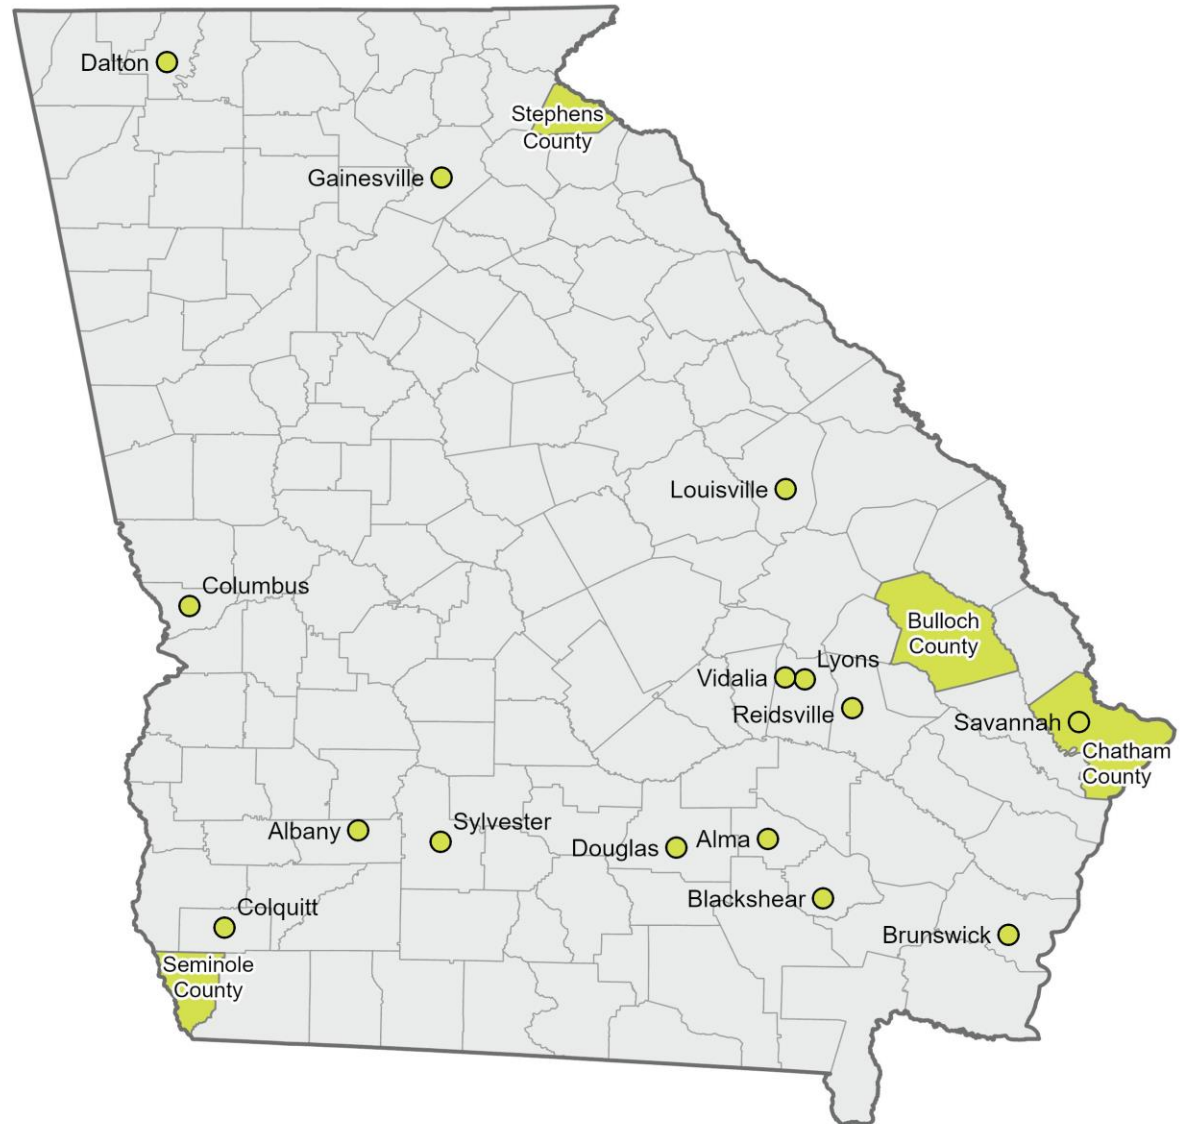 Dalton
Stephens
County
Gainesville
Louisville
Columbus
Bulloch
County
Lyons
Vidalia
Reidsville
Savannah
Chatham
County
Sylvester
Albany
Alma
Douglas
Blackshear
Colquitt
Brunswick
Seminole
County